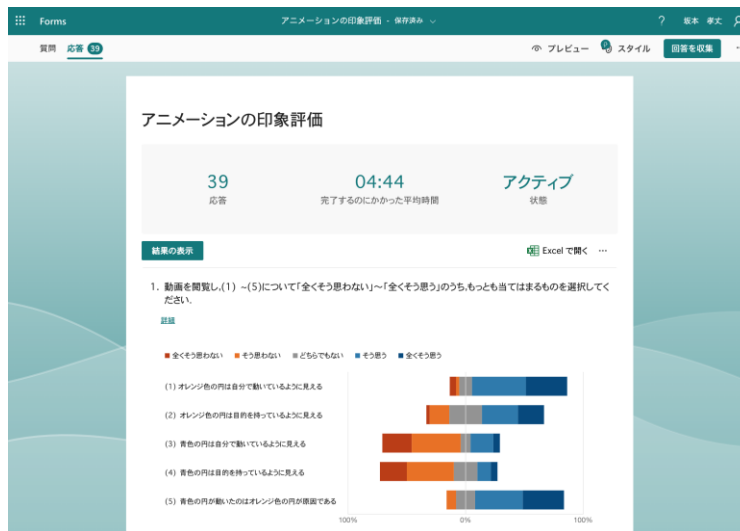 Forms
アニメーションの印象評価 - 保存済み
?
坂本 孝丈
質問 応答 39
プレビュー スタイル 回答を収集
アニメーションの印象評価
39 04:44 アクティブ
応答 完了するのにかかった平均時間 状態
結果の表示 Excel で開く …
1. 動画を閲覧し,(1) ~(5)について「全くそう思わない」~「全くそう思う」のうち,もっとも当てはまるものを選択してく
ださい.
詳細
全くそう思わない そう思わない どちらでもない そう思う 全くそう思う
(1) オレンジ色の円は自分で動いているように見える
(2) オレンジ色の円は目的を持っているように見える
(3) 青色の円は自分で動いているように見える
(4) 青色の円は目的を持っているように見える
(5) 青色の円が動いたのはオレンジ色の円が原因である
100% 0% 100%